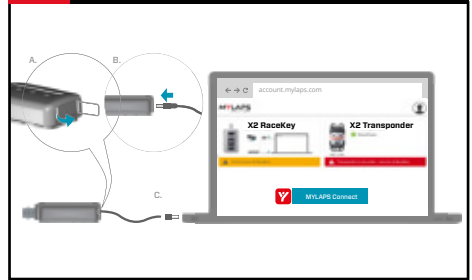 A.
B.
account.mylaps.com
MYLAPS
X2 RaceKey
X2 Transponder
C.
MYLAPS Connect